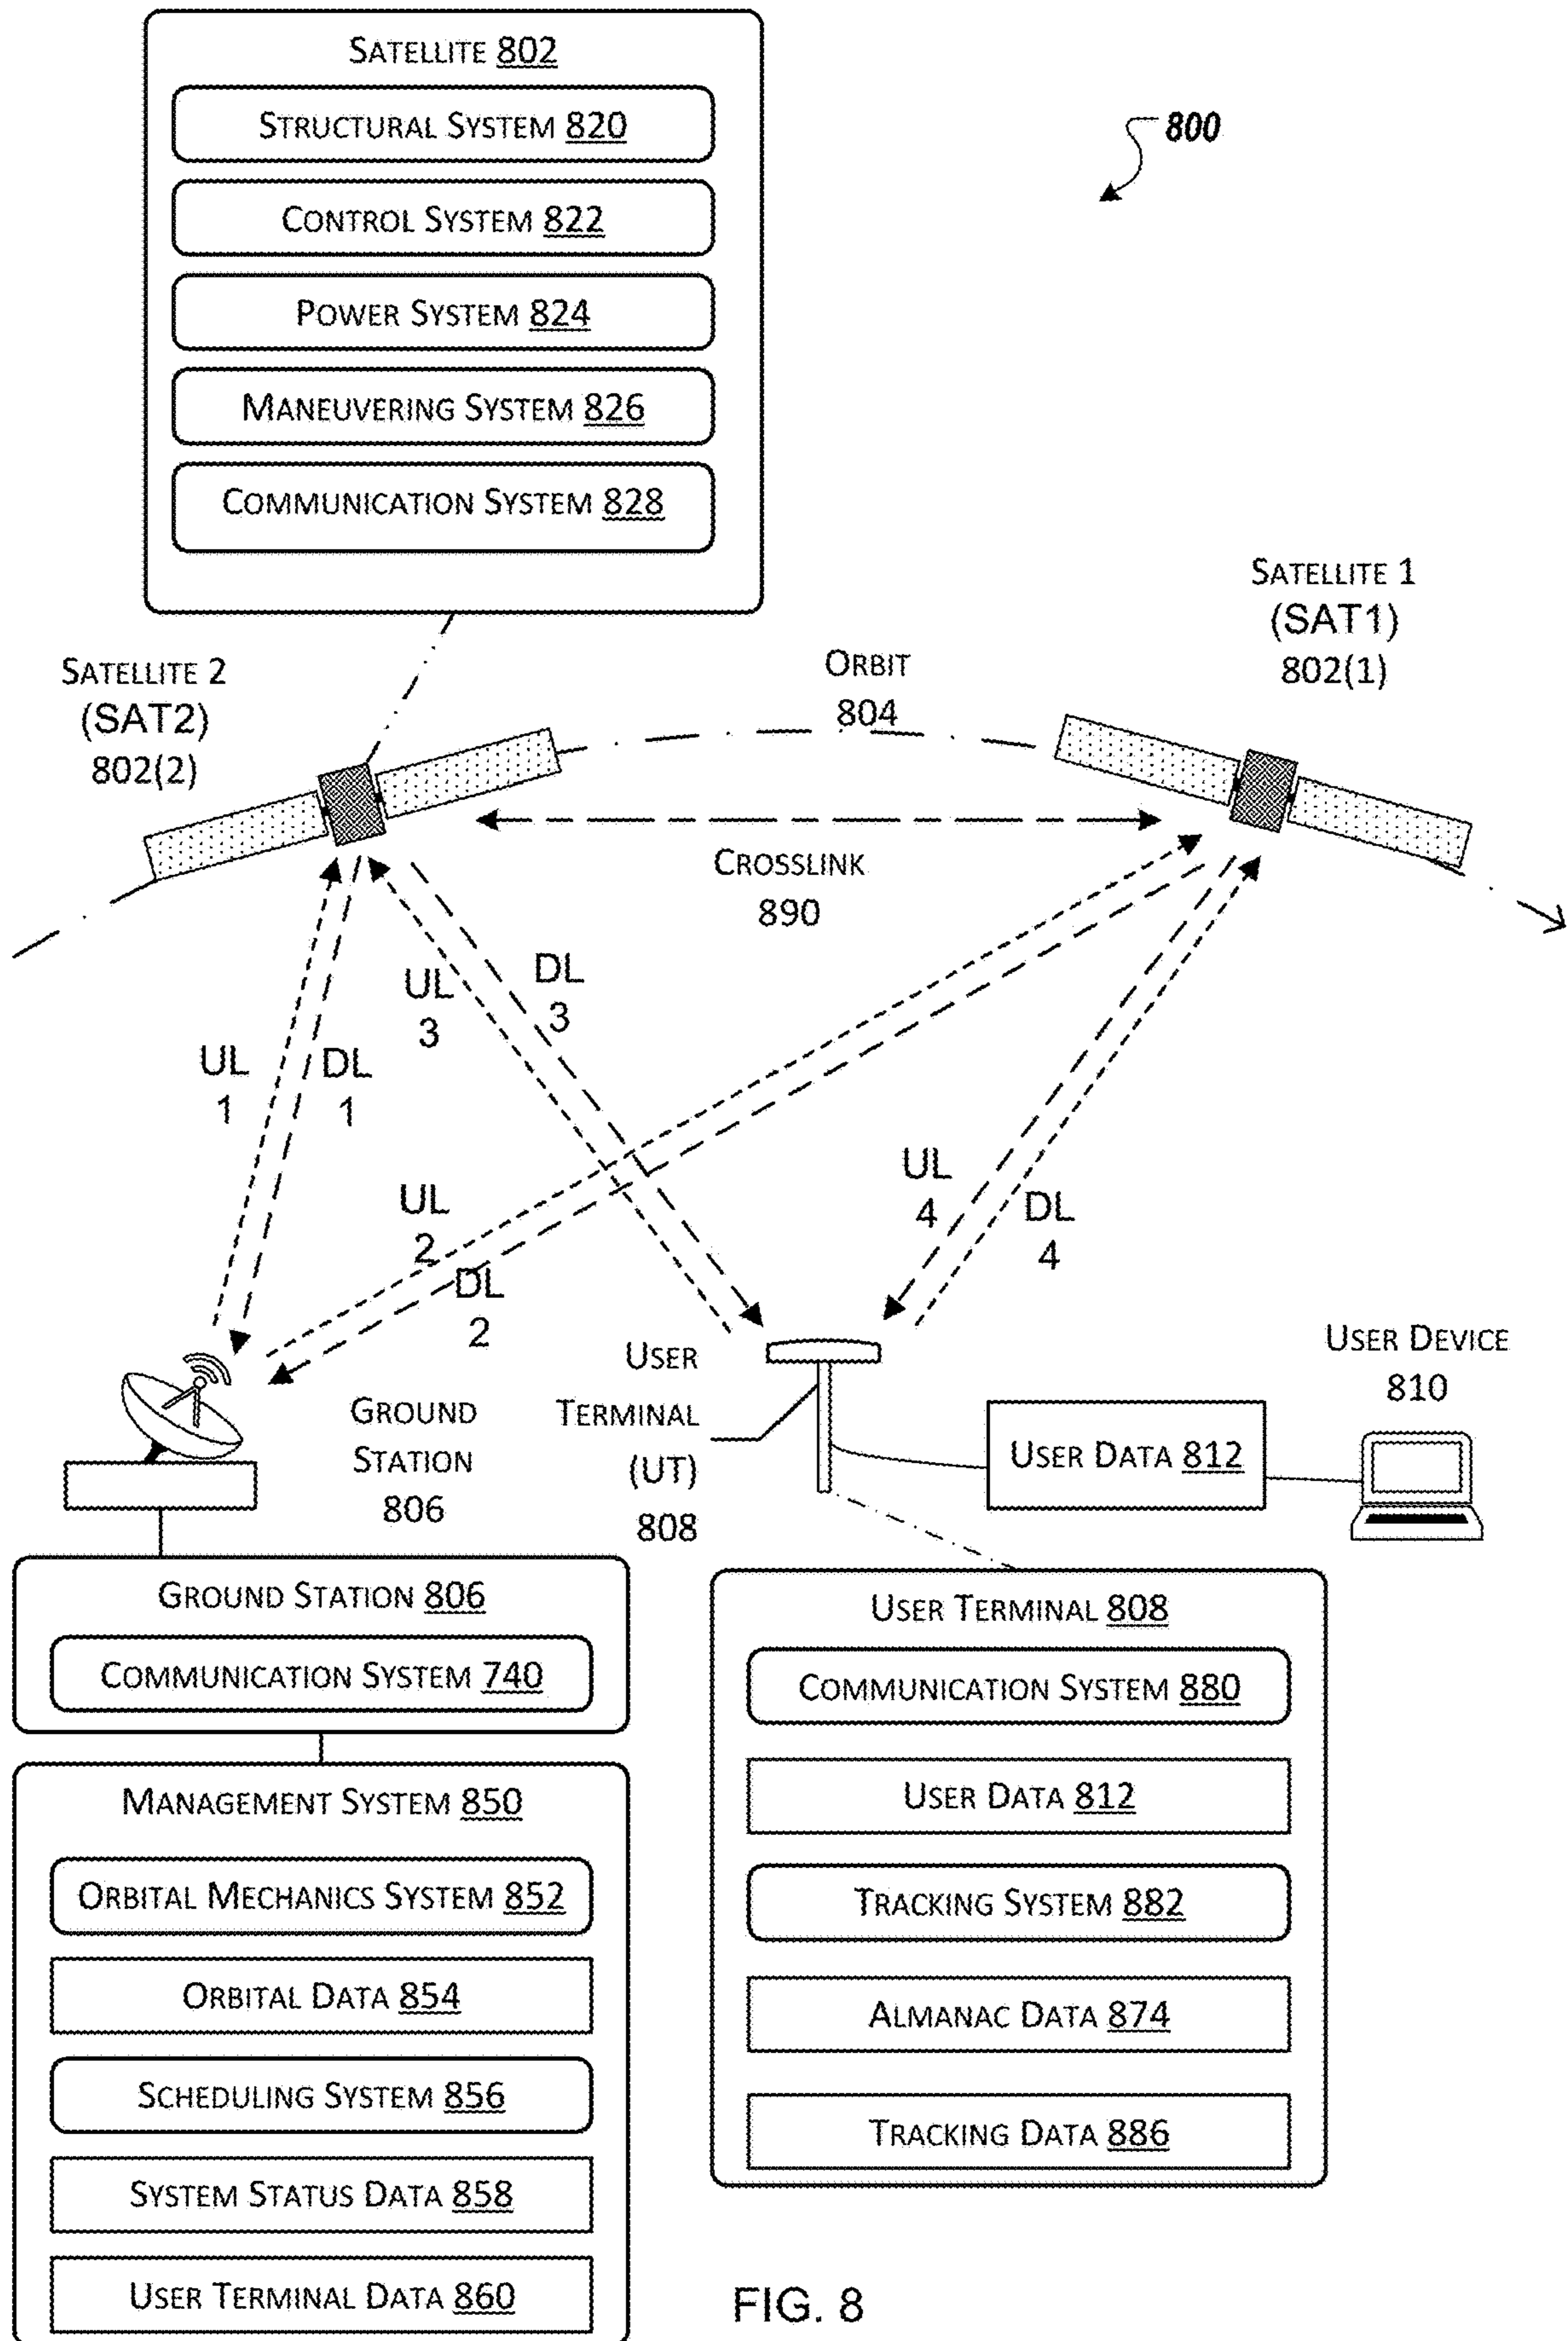 SATELLITE 802
STRUCTURAL SYSTEM 820
CONTROL SYSTEM 822
POWER SYSTEM 824
MANEUVERING SYSTEM 826
COMMUNICATION SYSTEM 828
800
SATELLITE 1
(SAT1)
802(1)
SATELLITE 2
(SAT2)
802(2)
ORBIT
804
CROSSLINK
890
UL
1
DL
1
UL
3
DL
3
UL
2
DL
2
UL
4
DL
4
GROUND
STATION
806
USER
TERMINAL
(UT)
808
USER DATA 812
USER DEVICE
810
GROUND STATION 806
COMMUNICATION SYSTEM 740
MANAGEMENT SYSTEM 850
ORBITAL MECHANICS SYSTEM 852
ORBITAL DATA 854
SCHEDULING SYSTEM 856
SYSTEM STATUS DATA 858
USER TERMINAL DATA 860
USER TERMINAL 808
COMMUNICATION SYSTEM 880
USER DATA 812
TRACKING SYSTEM 882
ALMANAC DATA 874
TRACKING DATA 886
FIG. 8